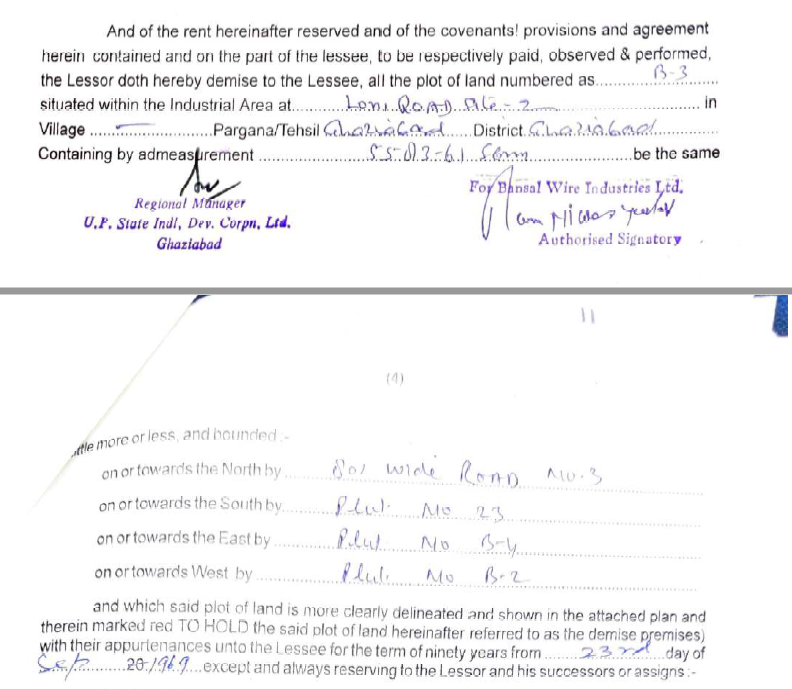 And of the rent hereinafter reserved and of the covenants! provisions and agreement
herein contained and on the part of the lessee, to be respectively paid, observed & performed,
the Lessor doth hereby demise to the Lessee, all the plot of land numbered as............B-3............
situated within the Industrial Area at............Loni ROAD Site-2............ in
Village ............Pargana/Tehsil Ghaziabad.....District Ghaziabad............
Containing by admeasurement ............ Sqm............be the same
Regional Manager
U.P. State Indl, Dev. Corpn, Ltd.
Ghaziabad
For Bansal Wire Industries Ltd.
Authorised Signatory
11
(4)
ttle more or less, and bounded :-
on or towards the North by............80' wide ROAD No.3
on or towards the South by............Plot No 23
on or towards the East by ............Plot No B-4
on or towards West by ............Plot No B-2
and which said plot of land is more clearly delineated and shown in the attached plan and
therein marked red TO HOLD the said plot of land hereinafter referred to as the demise premises)
with their appurtenances unto the Lessee for the term of ninety years from ............23rd....day of
Sep............1969....except and always reserving to the Lessor and his successors or assigns :-